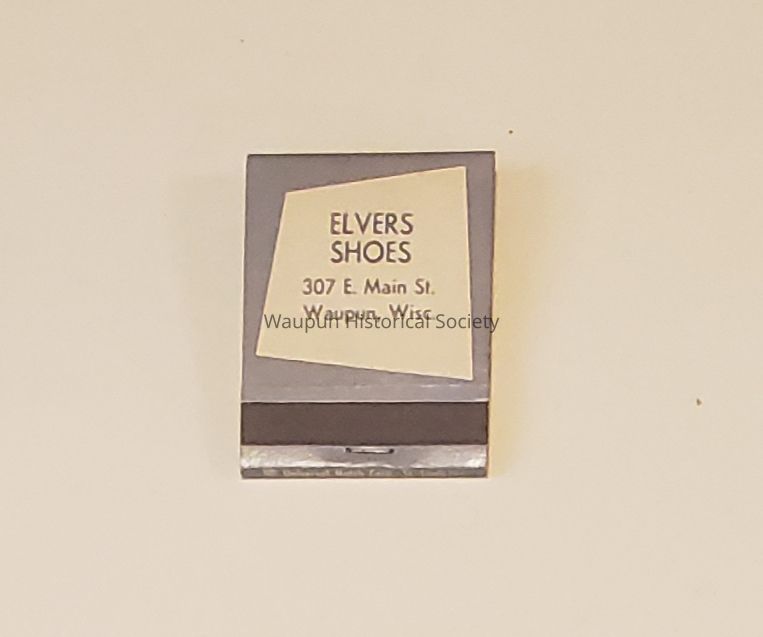 ELVERS
SHOES
307 E. Main St.
Waupun, Wisc.
Waupun Historical Society